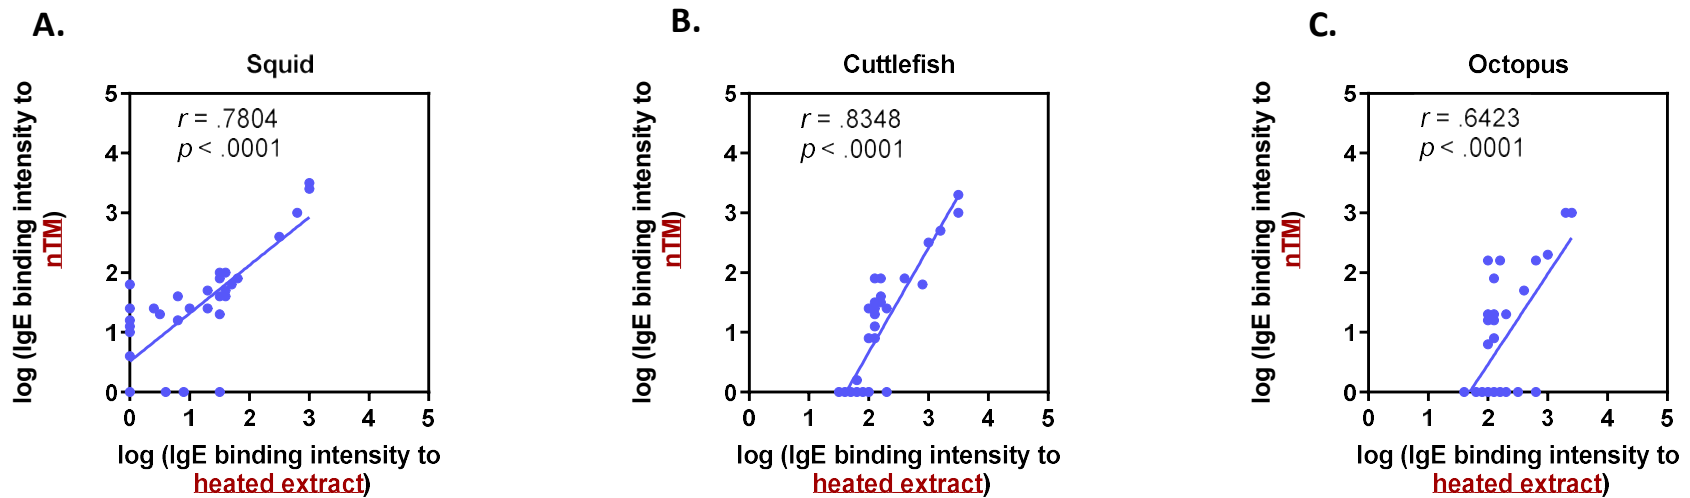 A.
Squid
log (IgE binding intensity to
nTM)
r = .7804
p < .0001
5
4
3
2
1
0
0 1 2 3 4 5
log (IgE binding intensity to
heated extract)
B.
Cuttlefish
log (IgE binding intensity to
nTM)
r = .8348
p < .0001
5
4
3
2
1
0
0 1 2 3 4 5
log (IgE binding intensity to
heated extract)
C.
Octopus
log (IgE binding intensity to
nTM)
r = .6423
p < .0001
5
4
3
2
1
0
0 1 2 3 4 5
log (IgE binding intensity to
heated extract)